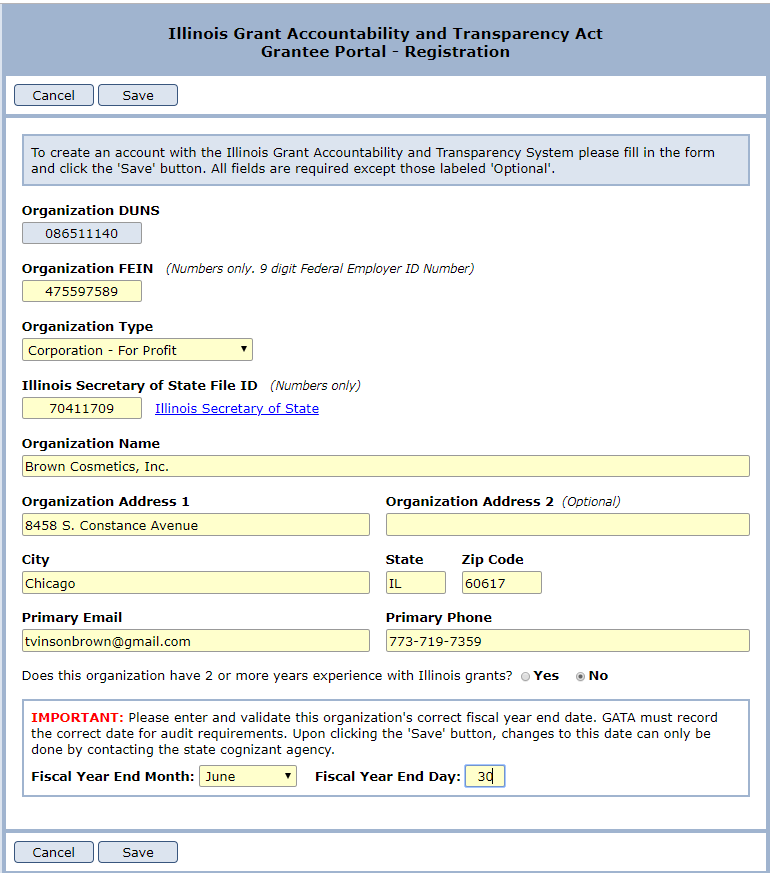 Illinois Grant Accountability and Transparency Act
Grantee Portal - Registration
Cancel Save
To create an account with the Illinois Grant Accountability and Transparency System please fill in the form
and click the 'Save' button. All fields are required except those labeled 'Optional'.
Organization DUNS
086511140
Organization FEIN (Numbers only. 9 digit Federal Employer ID Number)
475597589
Organization Type
Corporation - For Profit
Illinois Secretary of State File ID (Numbers only)
70411709 Illinois Secretary of State
Organization Name
Brown Cosmetics, Inc.
Organization Address 1 Organization Address 2 (Optional)
8458 S. Constance Avenue
City State Zip Code
Chicago IL 60617
Primary Email Primary Phone
tvinsonbrown@gmail.com 773-719-7359
Does this organization have 2 or more years experience with Illinois grants? Yes No
IMPORTANT: Please enter and validate this organization's correct fiscal year end date. GATA must record
the correct date for audit requirements. Upon clicking the 'Save' button, changes to this date can only be
done by contacting the state cognizant agency.
Fiscal Year End Month: June Fiscal Year End Day: 30
Cancel Save